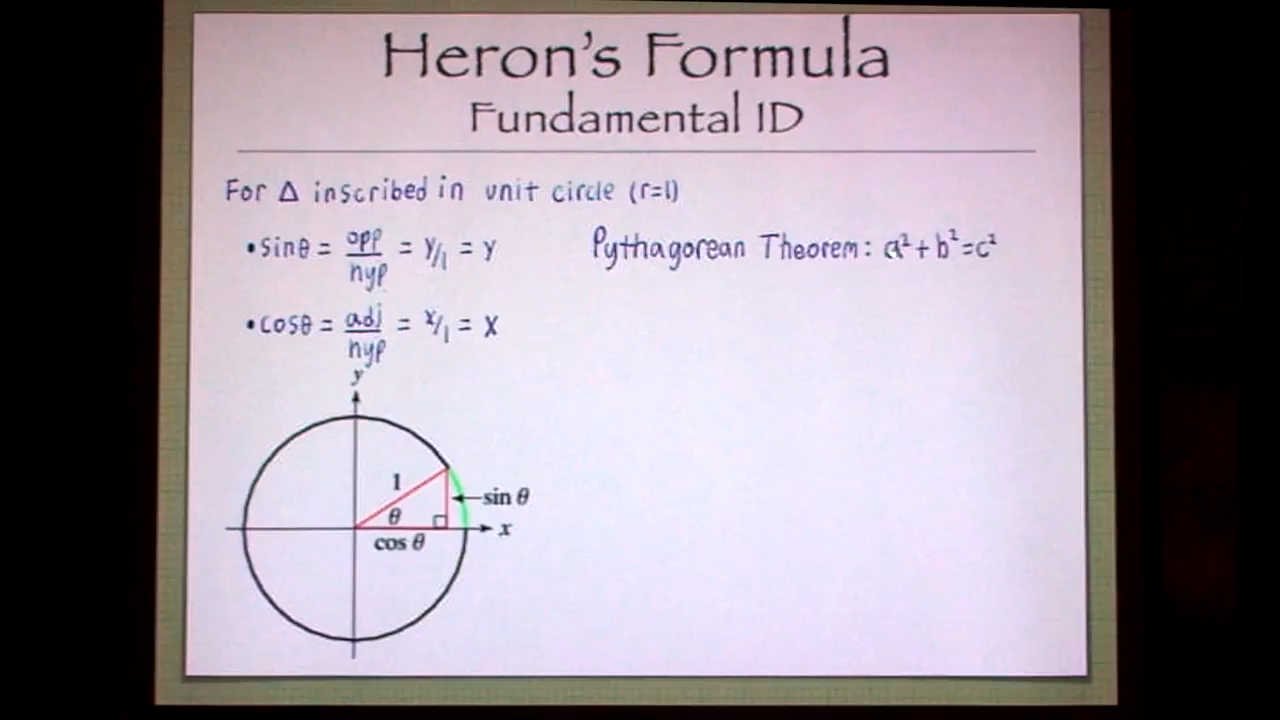 Heron's Formula
Fundamental ID
For Δ inscribed in unit circle (r=1)
•sinθ = opp/hyp = y/1 = y
Pythagorean Theorem: a²+b²=c²
•cosθ = adj/hyp = x/1 = x
y
1
sin θ
θ
x
cos θ